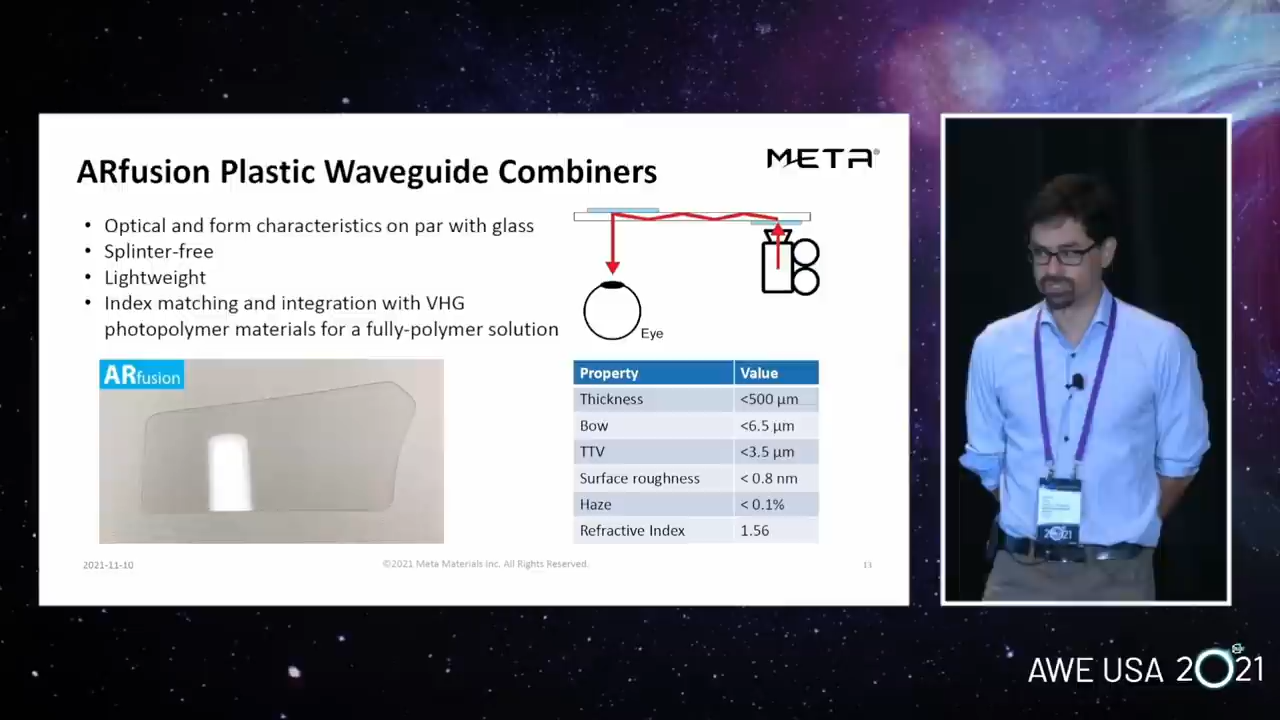 ARfusion Plastic Waveguide Combiners
META®
• Optical and form characteristics on par with glass
• Splinter-free
• Lightweight
• Index matching and integration with VHG
photopolymer materials for a fully-polymer solution
Eye
ARfusion
Property Value
Thickness <500 µm
Bow <6.5 µm
TTV <3.5 µm
Surface roughness < 0.8 nm
Haze < 0.1%
Refractive Index 1.56
2021-11-10
©2021 Meta Materials Inc. All Rights Reserved.
13
2021
AWE USA 2021